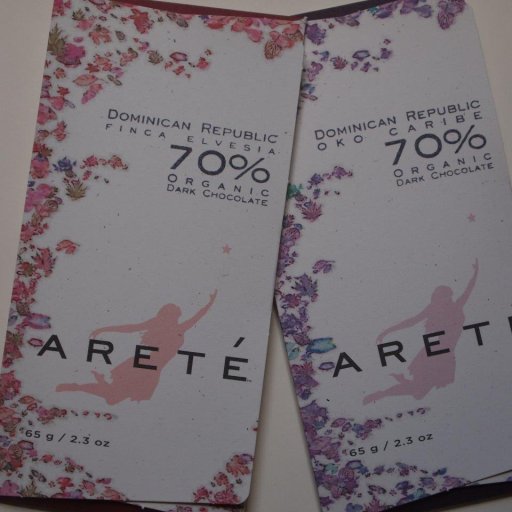 DOMINICAN REPUBLIC
FINCA ELVESIA
70%
ORGANIC
DARK CHOCOLATE
ARETÉ
65 g / 2.3 oz
DOMINICAN REPUBLIC
OKO CARIBE
70%
ORGANIC
DARK CHOCOLATE
ARET
65 g / 2.3 oz